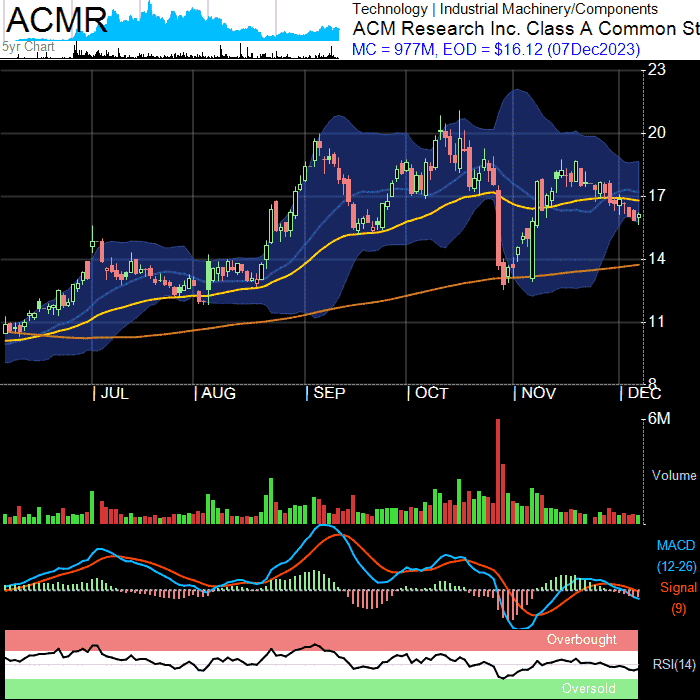 ACMR
5yr Chart
Technology | Industrial Machinery/Components
ACM Research Inc. Class A Common St
MC = 977M, EOD = $16.12 (07Dec2023)
23
20
17
14
11
8
| JUL | AUG | SEP | OCT | NOV | DEC
6M
Volume
MACD
(12-26)
Signal
(9)
Overbought
RSI(14)
Oversold